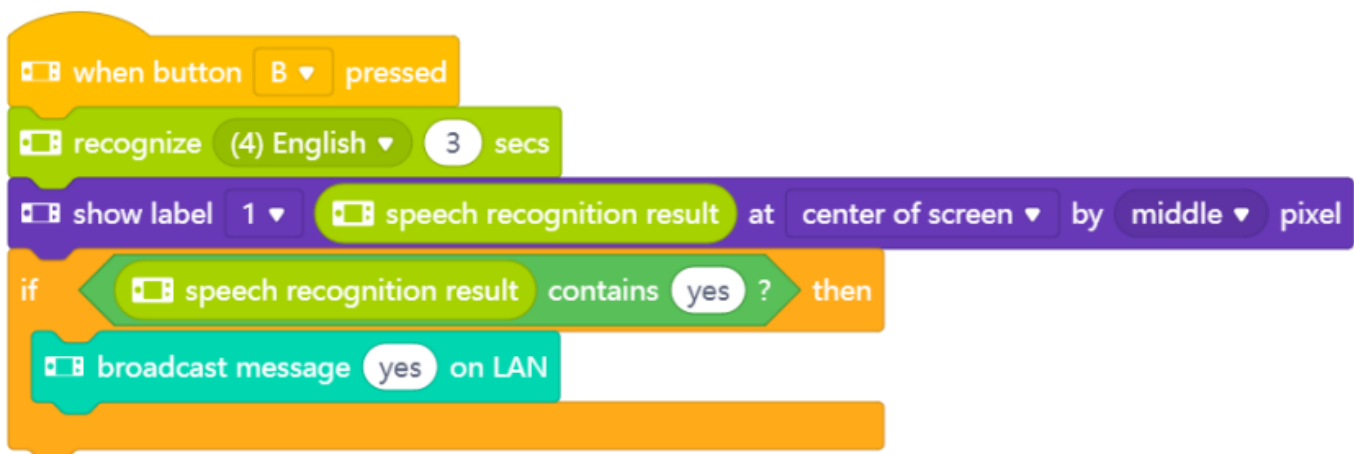 when button B pressed
recognize (4) English 3 secs
show label 1 speech recognition result at center of screen by middle pixel
if speech recognition result contains yes ? then
broadcast message yes on LAN